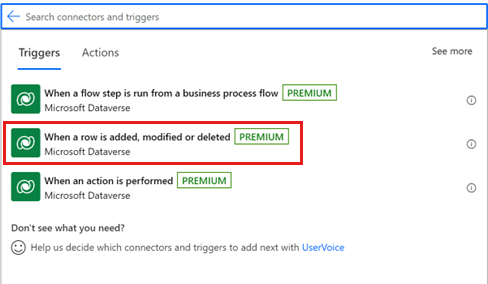 Search connectors and triggers
Triggers Actions See more
When a flow step is run from a business process flow PREMIUM
Microsoft Dataverse
When a row is added, modified or deleted PREMIUM
Microsoft Dataverse
When an action is performed PREMIUM
Microsoft Dataverse
Don't see what you need?
Help us decide which connectors and triggers to add next with UserVoice